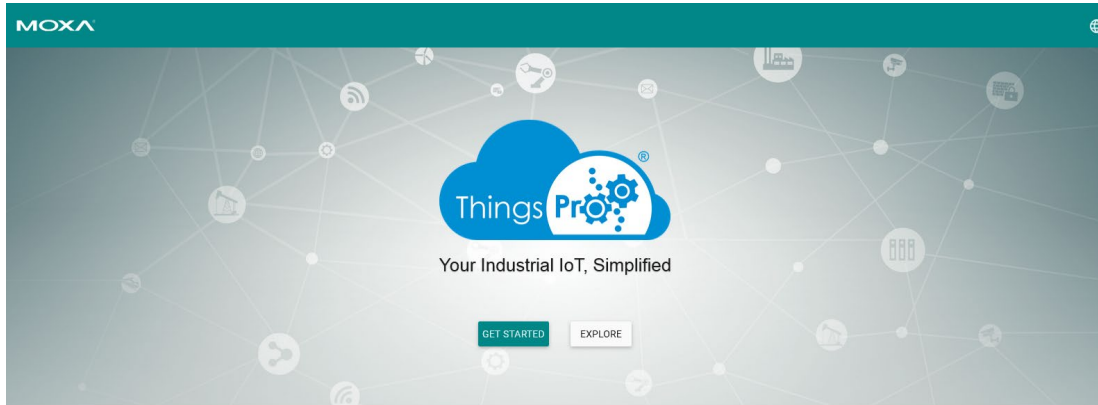 MOXA
®
Things Pro
Your Industrial IoT, Simplified
GET STARTED
EXPLORE